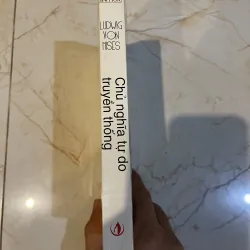 LUDWIG
VON
MISES
Chủ nghĩa tự do
truyền thống